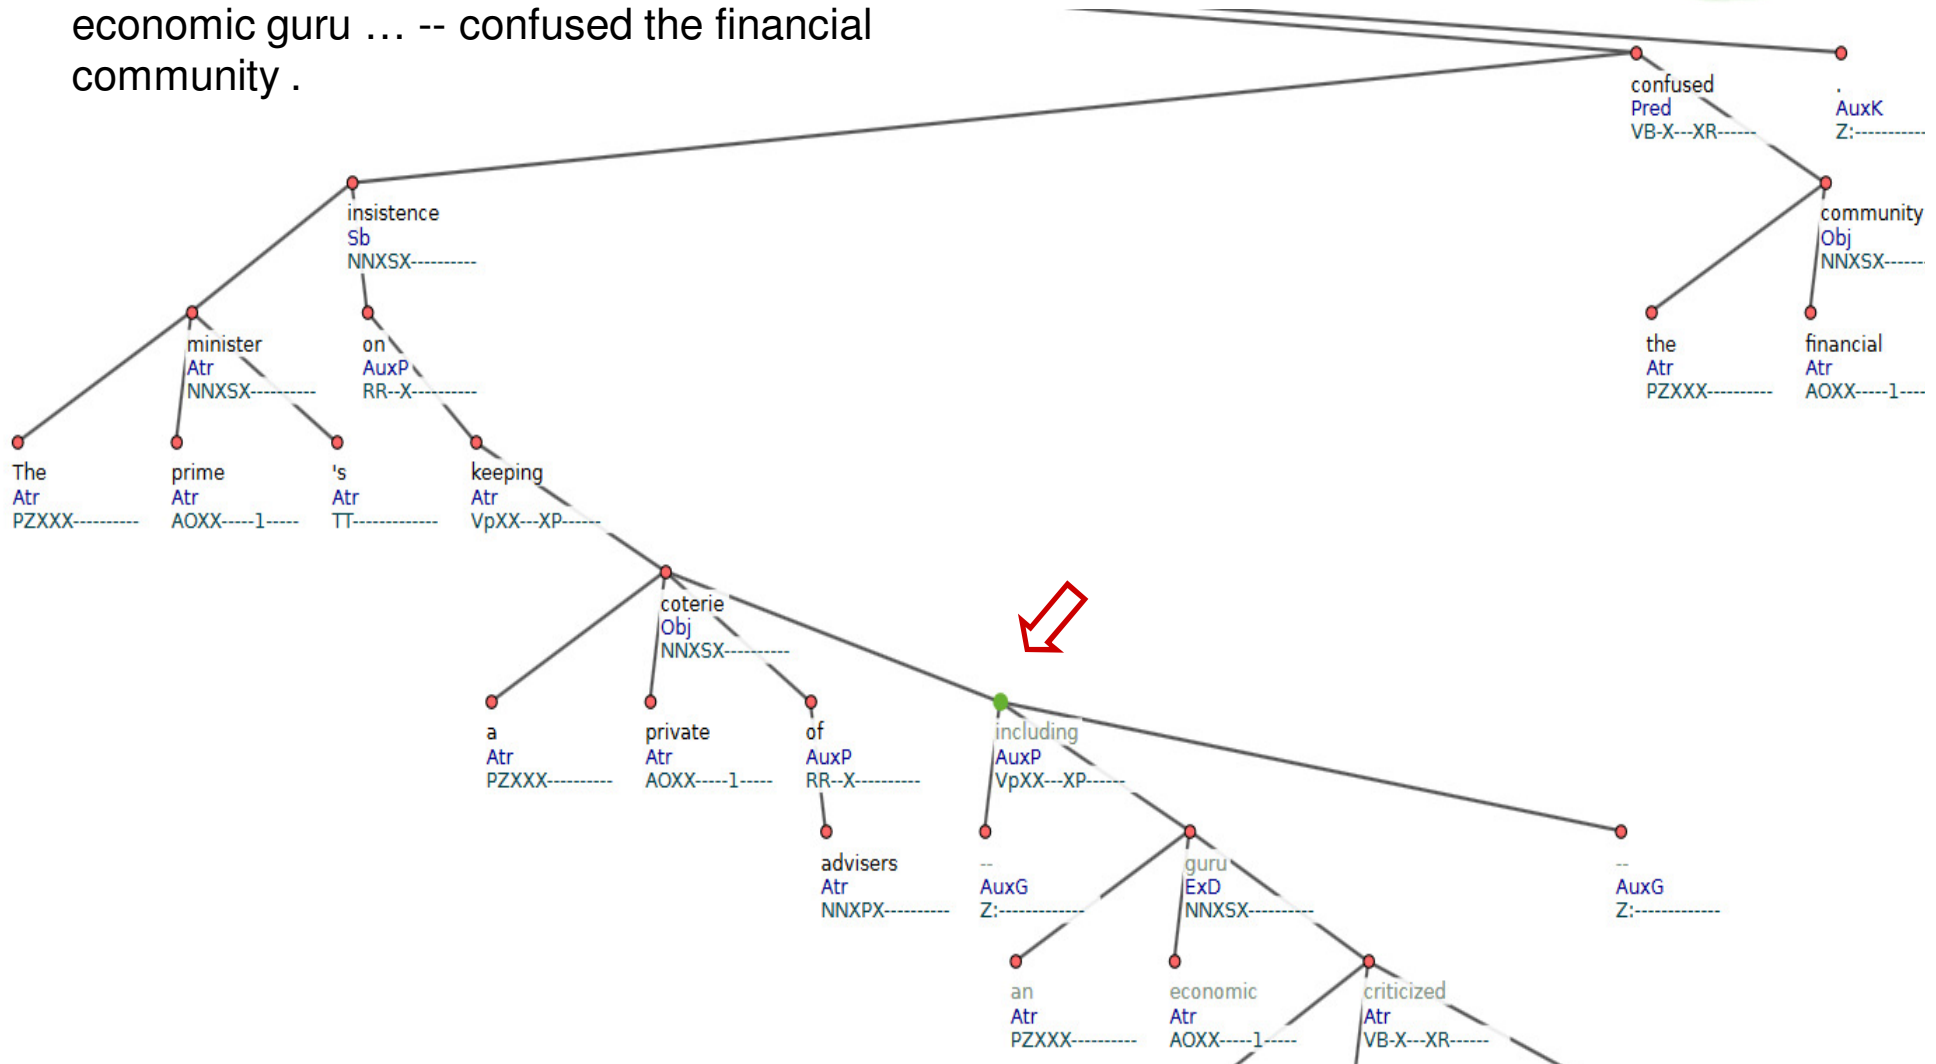 economic guru … -- confused the financial
community .
confused
Pred
VB-X---XR------
.
AuxK
Z:-----------
insistence
Sb
NNXSX----------
community
Obj
NNXSX------
minister
Atr
NNXSX----------
on
AuxP
RR--X----------
the
Atr
PZXXX----------
financial
Atr
AOXX-----1----
The
Atr
PZXXX----------
prime
Atr
AOXX-----1-----
's
Atr
TT-------------
keeping
Atr
VpXX---XP------
coterie
Obj
NNXSX----------
a
Atr
PZXXX----------
private
Atr
AOXX-----1-----
of
AuxP
RR--X----------
including
AuxP
VpXX---XP------
advisers
Atr
NNXPX----------
--
AuxG
Z:-------------
guru
ExD
NNXSX----------
--
AuxG
Z:-------------
an
Atr
PZXXX----------
economic
Atr
AOXX-----1-----
criticized
Atr
VB-X---XR------